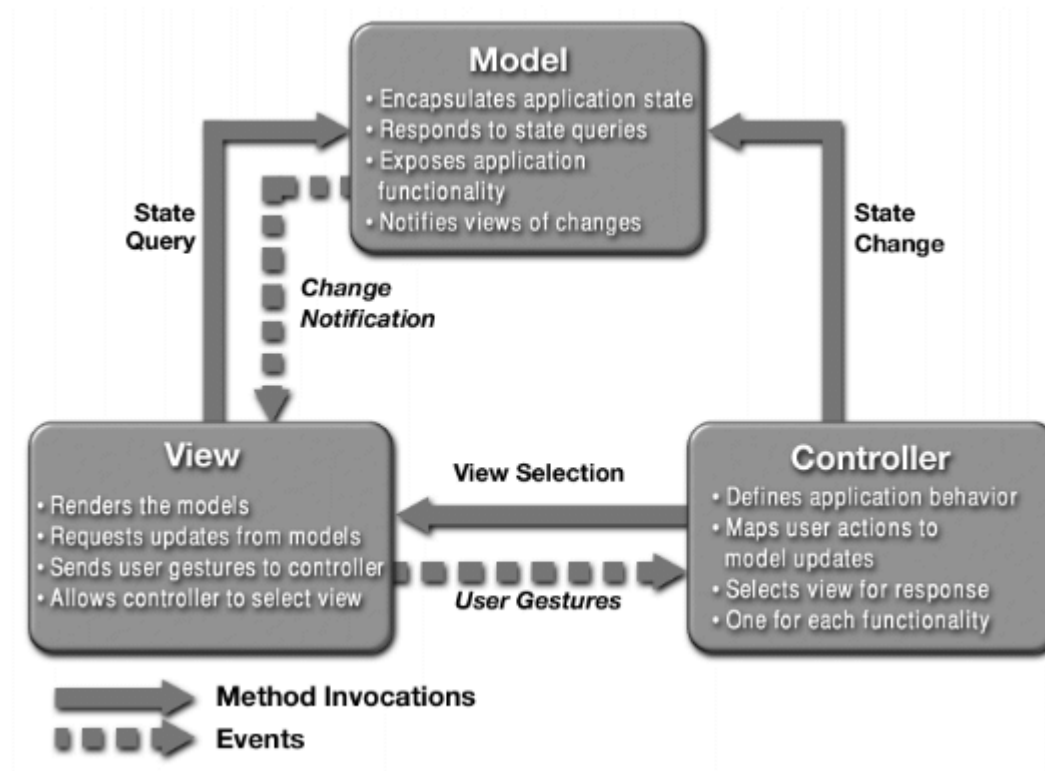 Model
• Encapsulates application state
• Responds to state queries
• Exposes application
functionality
• Notifies views of changes
State
Query
State
Change
Change
Notification
View
• Renders the models
• Requests updates from models
• Sends user gestures to controller
• Allows controller to select view
View Selection
User Gestures
Controller
• Defines application behavior
• Maps user actions to
model updates
• Selects view for response
• One for each functionality
Method Invocations
Events